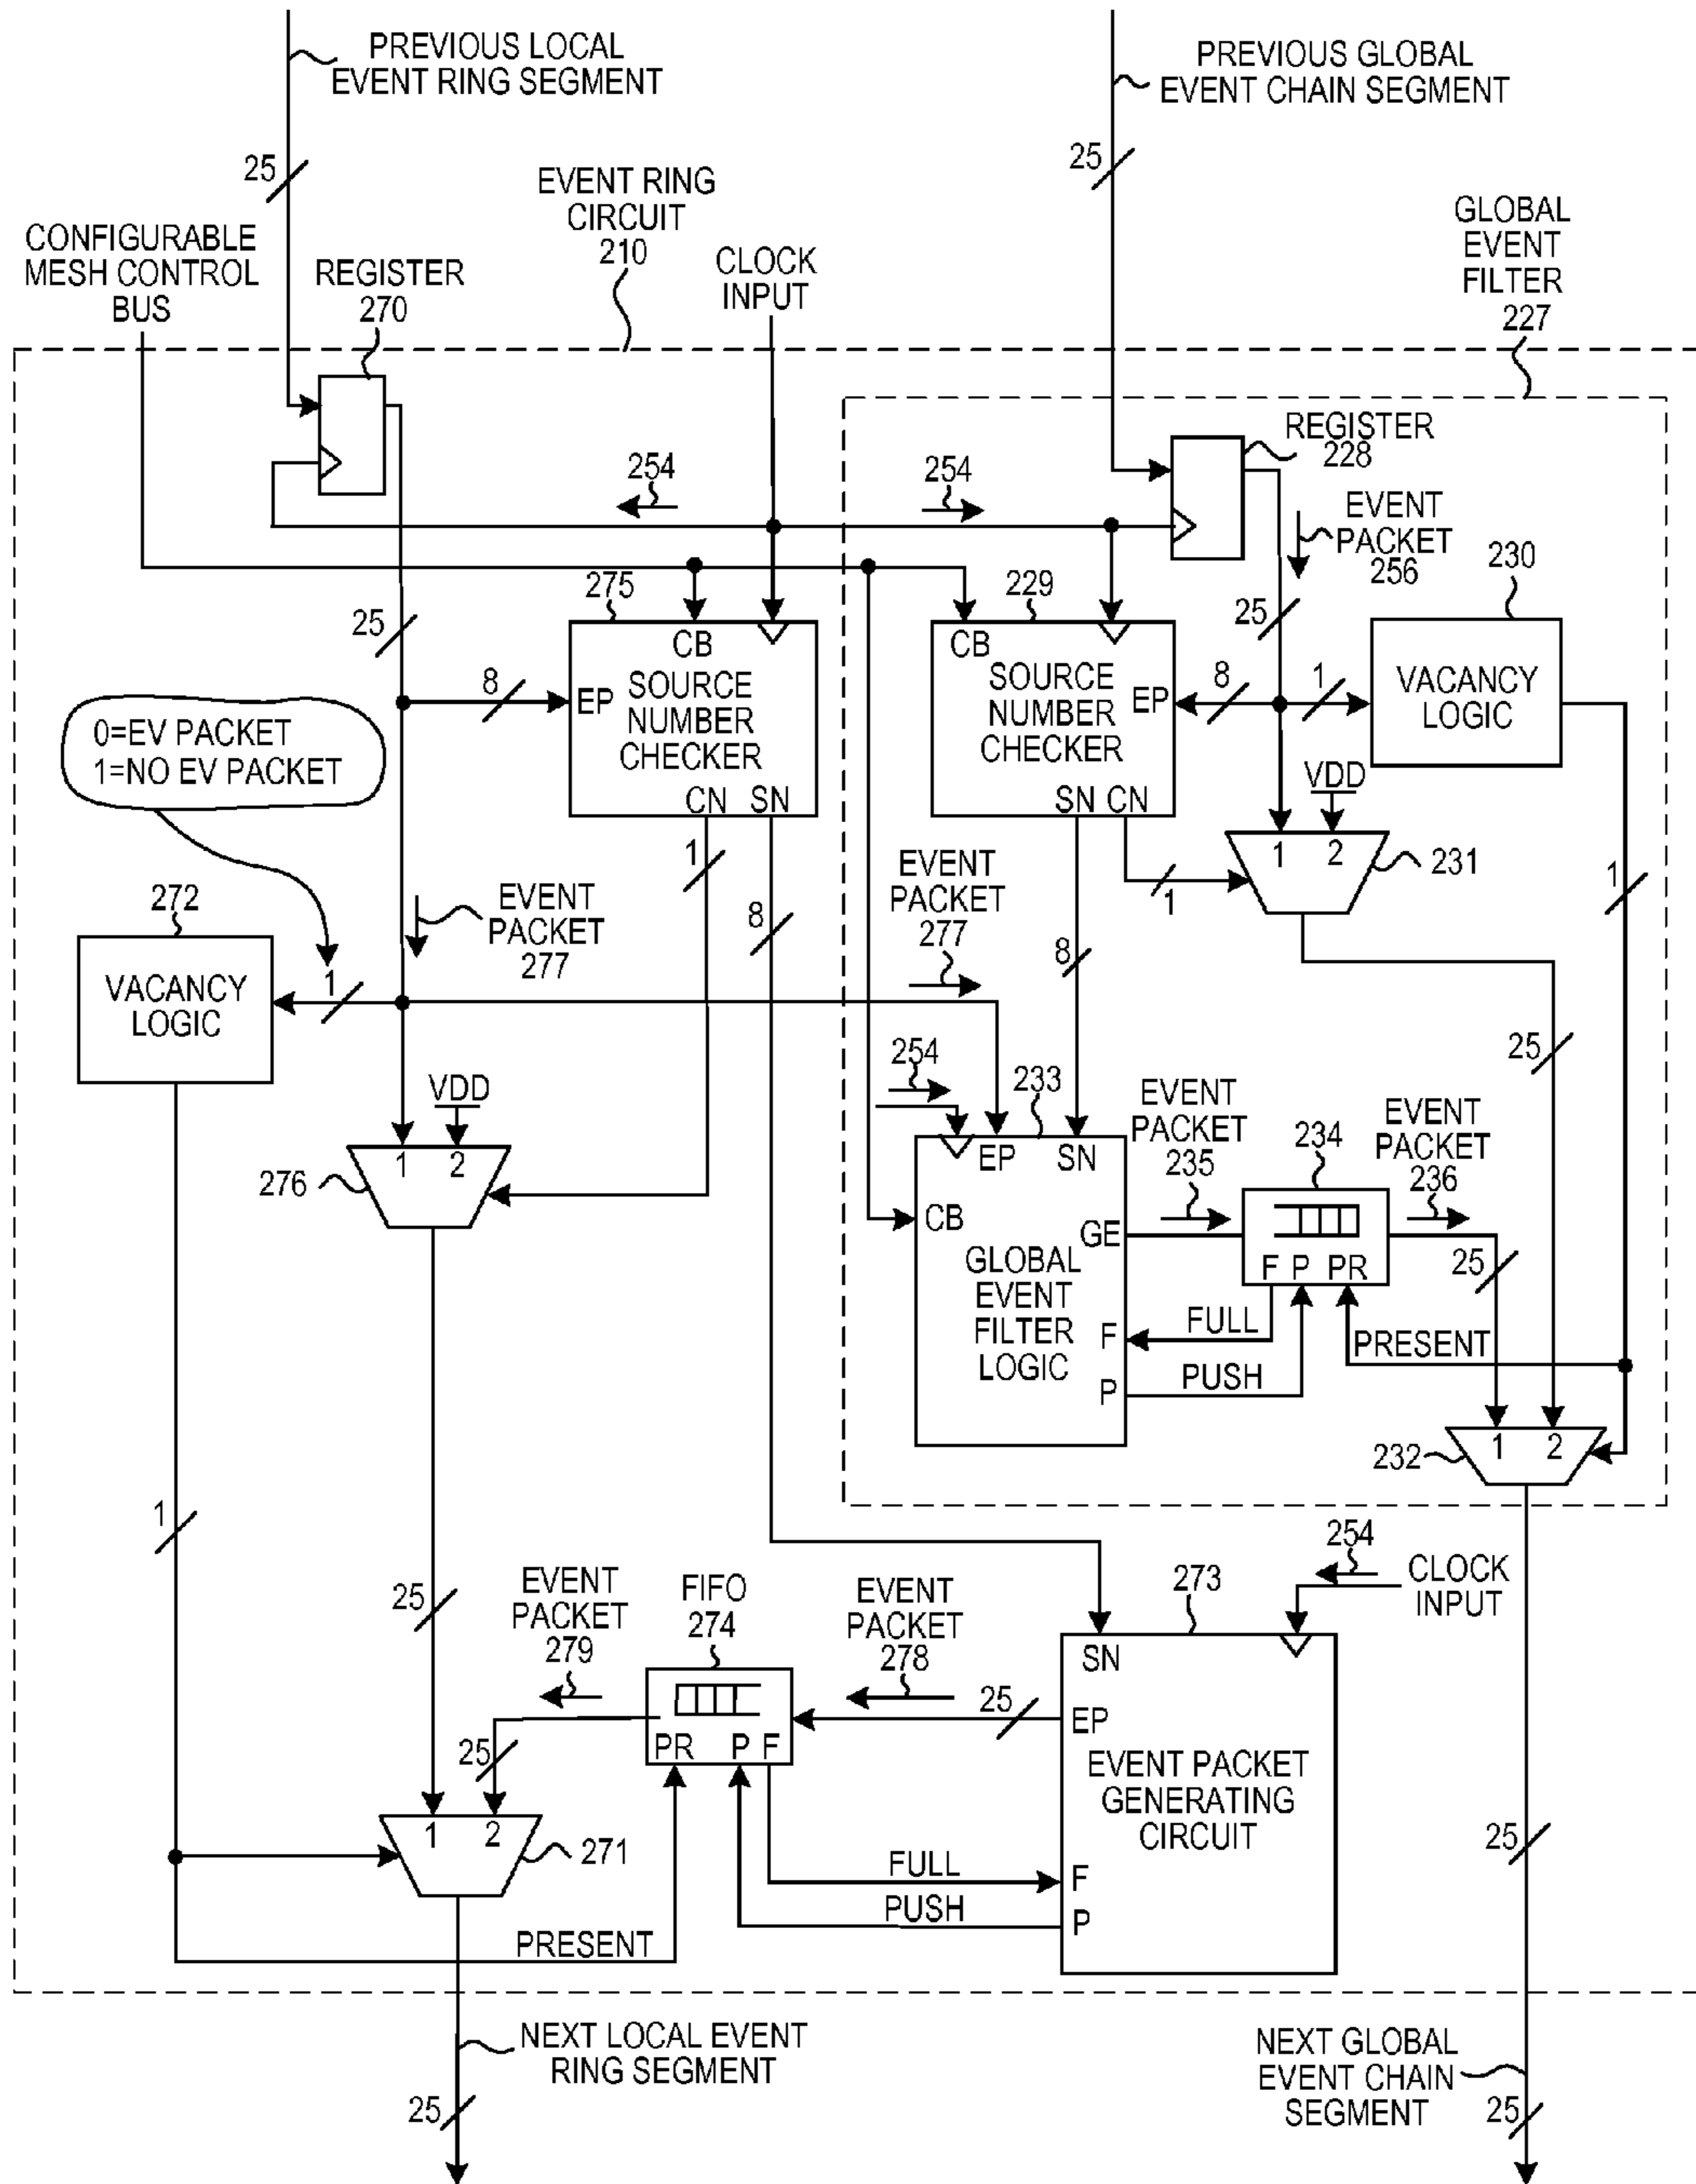 PREVIOUS LOCAL
EVENT RING SEGMENT
PREVIOUS GLOBAL
EVENT CHAIN SEGMENT
25
25
CONFIGURABLE
MESH CONTROL
BUS
REGISTER
270
EVENT RING
CIRCUIT
210
CLOCK
INPUT
GLOBAL
EVENT
FILTER
227
REGISTER
228
254
254
EVENT
PACKET
256
230
275
229
25
25
CB
SOURCE
NUMBER
CHECKER
EP
CN
SN
8
CB
SOURCE
NUMBER
CHECKER
EP
SN
CN
8
1
VACANCY
LOGIC
0=EV PACKET
1=NO EV PACKET
VDD
1
2
231
1
1
8
1
EVENT
PACKET
277
272
VACANCY
LOGIC
1
EVENT
PACKET
277
8
25
254
233
VDD
1
2
276
EP
SN
CB
GE
GLOBAL
EVENT
FILTER
LOGIC
F
P
EVENT
PACKET
235
234
F
P
PR
EVENT
PACKET
236
25
FULL
PUSH
PRESENT
1
2
232
1
25
EVENT
PACKET
279
FIFO
274
EVENT
PACKET
278
273
254
CLOCK
INPUT
PR
P
F
25
25
SN
EP
EVENT PACKET
GENERATING
CIRCUIT
F
P
1
2
271
FULL
PUSH
PRESENT
25
NEXT LOCAL EVENT
RING SEGMENT
25
NEXT GLOBAL
EVENT CHAIN
SEGMENT
25